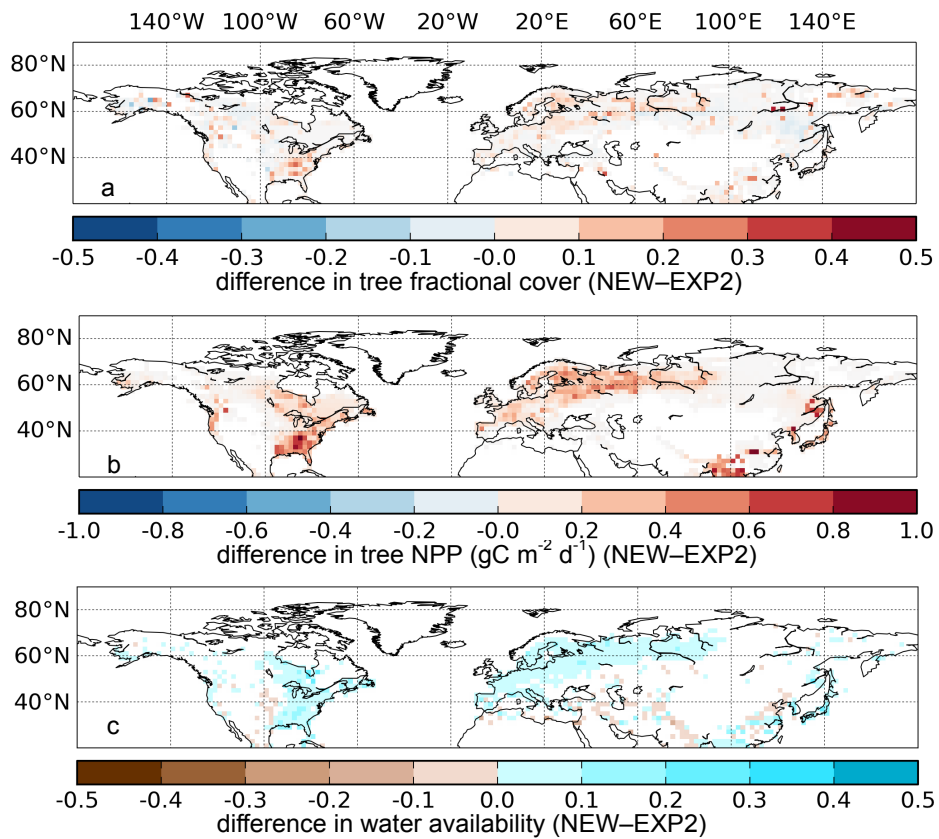 140°W 100°W 60°W 20°W 20°E 60°E 100°E 140°E
80°N
60°N
40°N
a
-0.5 -0.4 -0.3 -0.2 -0.1 -0.0 0.1 0.2 0.3 0.4 0.5
difference in tree fractional cover (NEW–EXP2)
80°N
60°N
40°N
b
-1.0 -0.8 -0.6 -0.4 -0.2 -0.0 0.2 0.4 0.6 0.8 1.0
difference in tree NPP (gC m⁻² d⁻¹) (NEW–EXP2)
80°N
60°N
40°N
c
-0.5 -0.4 -0.3 -0.2 -0.1 0.0 0.1 0.2 0.3 0.4 0.5
difference in water availability (NEW–EXP2)